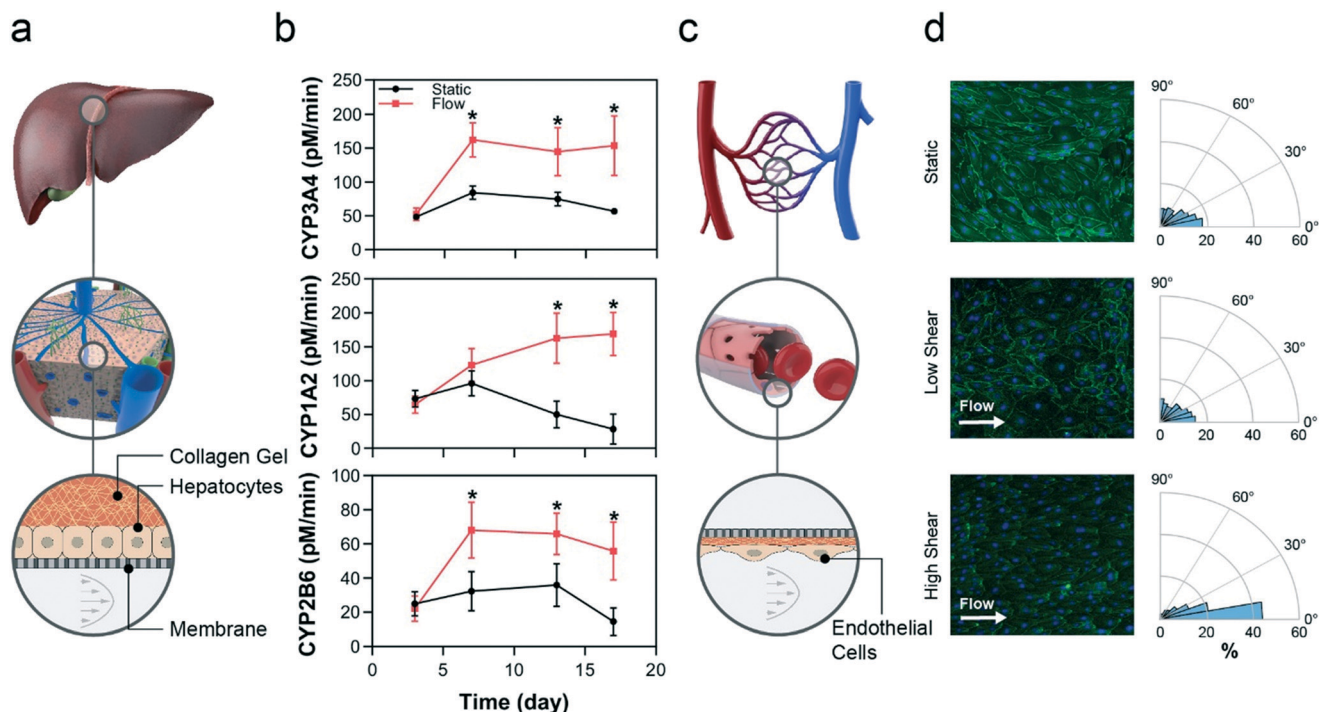 a
b
c
d
Collagen Gel
Hepatocytes
Membrane
CYP3A4 (pM/min)
250
200
150
100
50
0
Static
Flow
*
*
*
CYP1A2 (pM/min)
250
200
150
100
50
0
*
*
CYP2B6 (pM/min)
100
80
60
40
20
0
*
*
*
0
5
10
15
20
Time (day)
Endothelial
Cells
Static
90°
60°
30°
0°
0
20
40
60
Low Shear
Flow
90°
60°
30°
0°
0
20
40
60
High Shear
Flow
90°
60°
30°
0°
0
20
40
60
%